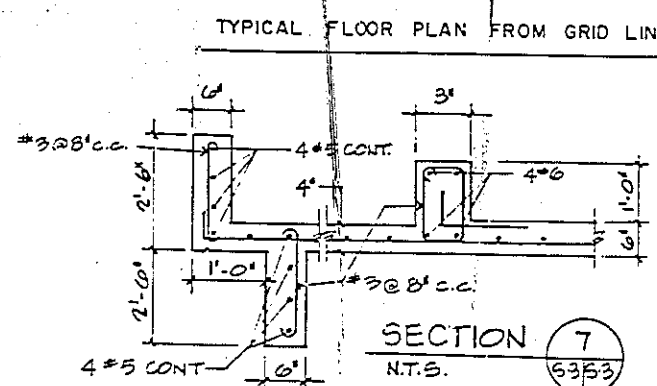 TYPICAL FLOOR PLAN FROM GRID LIN
6"
3"
#3@8"c.c.
4#5 CONT.
4"
4#6
2'-6"
1'-0"
6"
1'-0"
2'-6"
#3@8"c.c.
4#5 CONT
6"
SECTION 7
N.T.S.
S3 S3